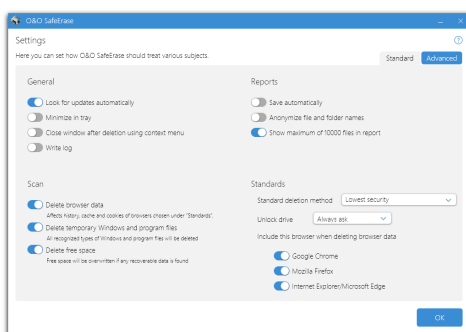 O&O SafeErase
Settings
Here you can set how O&O SafeErase should treat various subjects.
Standard Advanced
General
Look for updates automatically
Minimize in tray
Close window after deletion using context menu
Write log
Reports
Save automatically
Anonymize file and folder names
Show maximum of 10000 files in report
Scan
Delete browser data
Affects history, cache and cookies of browsers chosen under "Standards".
Delete temporary Windows and program files
All recognized types of Windows and program files will be deleted
Delete free space
Free space will be overwritten if any recoverable data is found
Standards
Standard deletion method Lowest security
Unlock drive Always ask
Include this browser when deleting browser data
Google Chrome
Mozilla Firefox
Internet Explorer/Microsoft Edge
OK